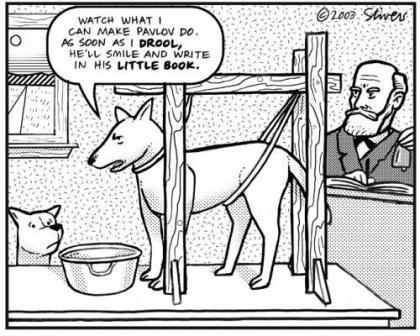 ©2003 Stivers
WATCH WHAT I
CAN MAKE PAVLOV DO.
AS SOON AS I DROOL,
HE'LL SMILE AND WRITE
IN HIS LITTLE BOOK.